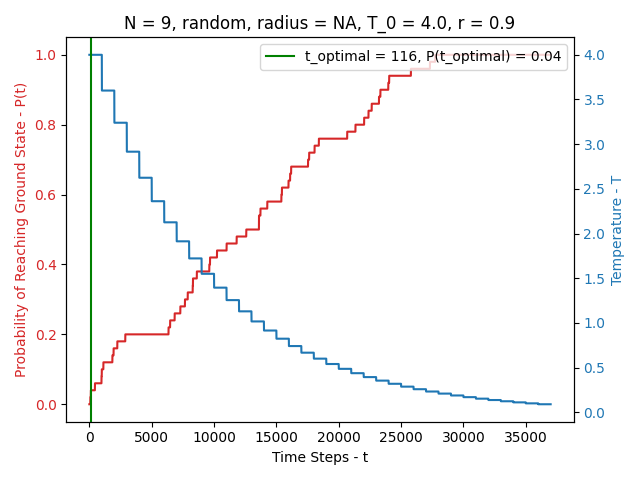 N = 9, random, radius = NA, T_0 = 4.0, r = 0.9
t_optimal = 116, P(t_optimal) = 0.04
Probability of Reaching Ground State - P(t)
1.0
0.8
0.6
0.4
0.2
0.0
4.0
3.5
3.0
2.5
2.0
1.5
1.0
0.5
0.0
Temperature - T
0 5000 10000 15000 20000 25000 30000 35000
Time Steps - t